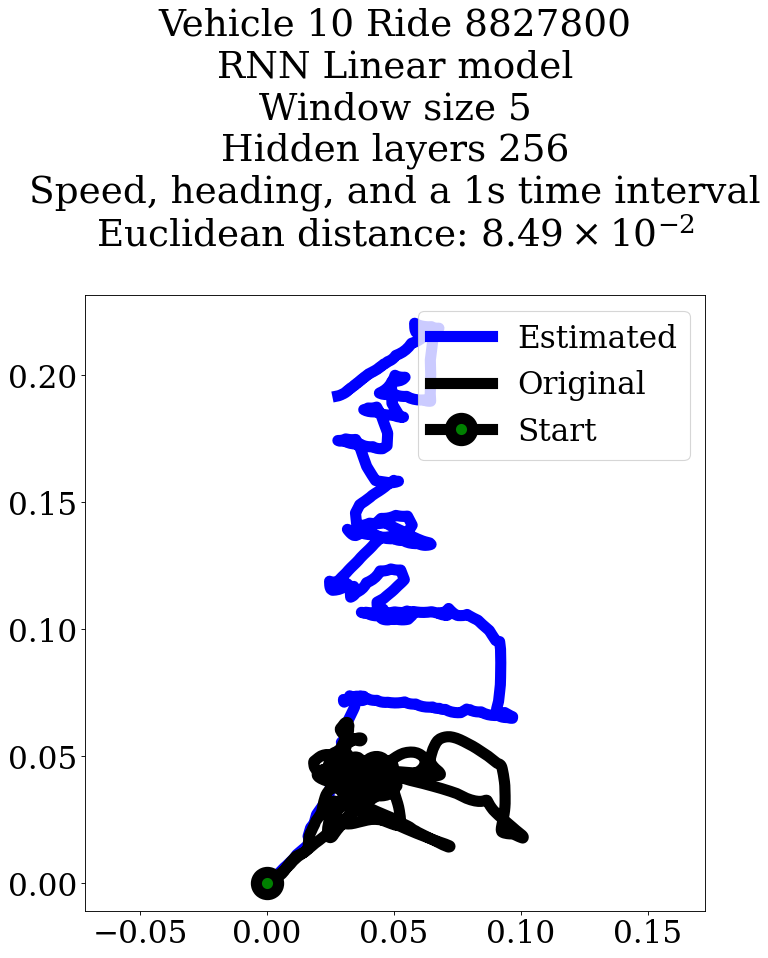 Vehicle 10 Ride 8827800
RNN Linear model
Window size 5
Hidden layers 256
Speed, heading, and a 1s time interval
Euclidean distance: 8.49 × 10⁻²
Estimated
Original
Start
0.20
0.15
0.10
0.05
0.00
−0.05 0.00 0.05 0.10 0.15